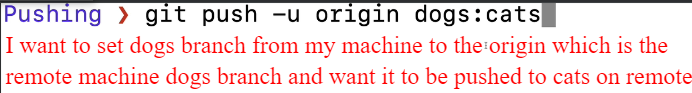 Pushing ❯ git push -u origin dogs:cats
I want to set dogs branch from my machine to the origin which is the
remote machine dogs branch and want it to be pushed to cats on remote